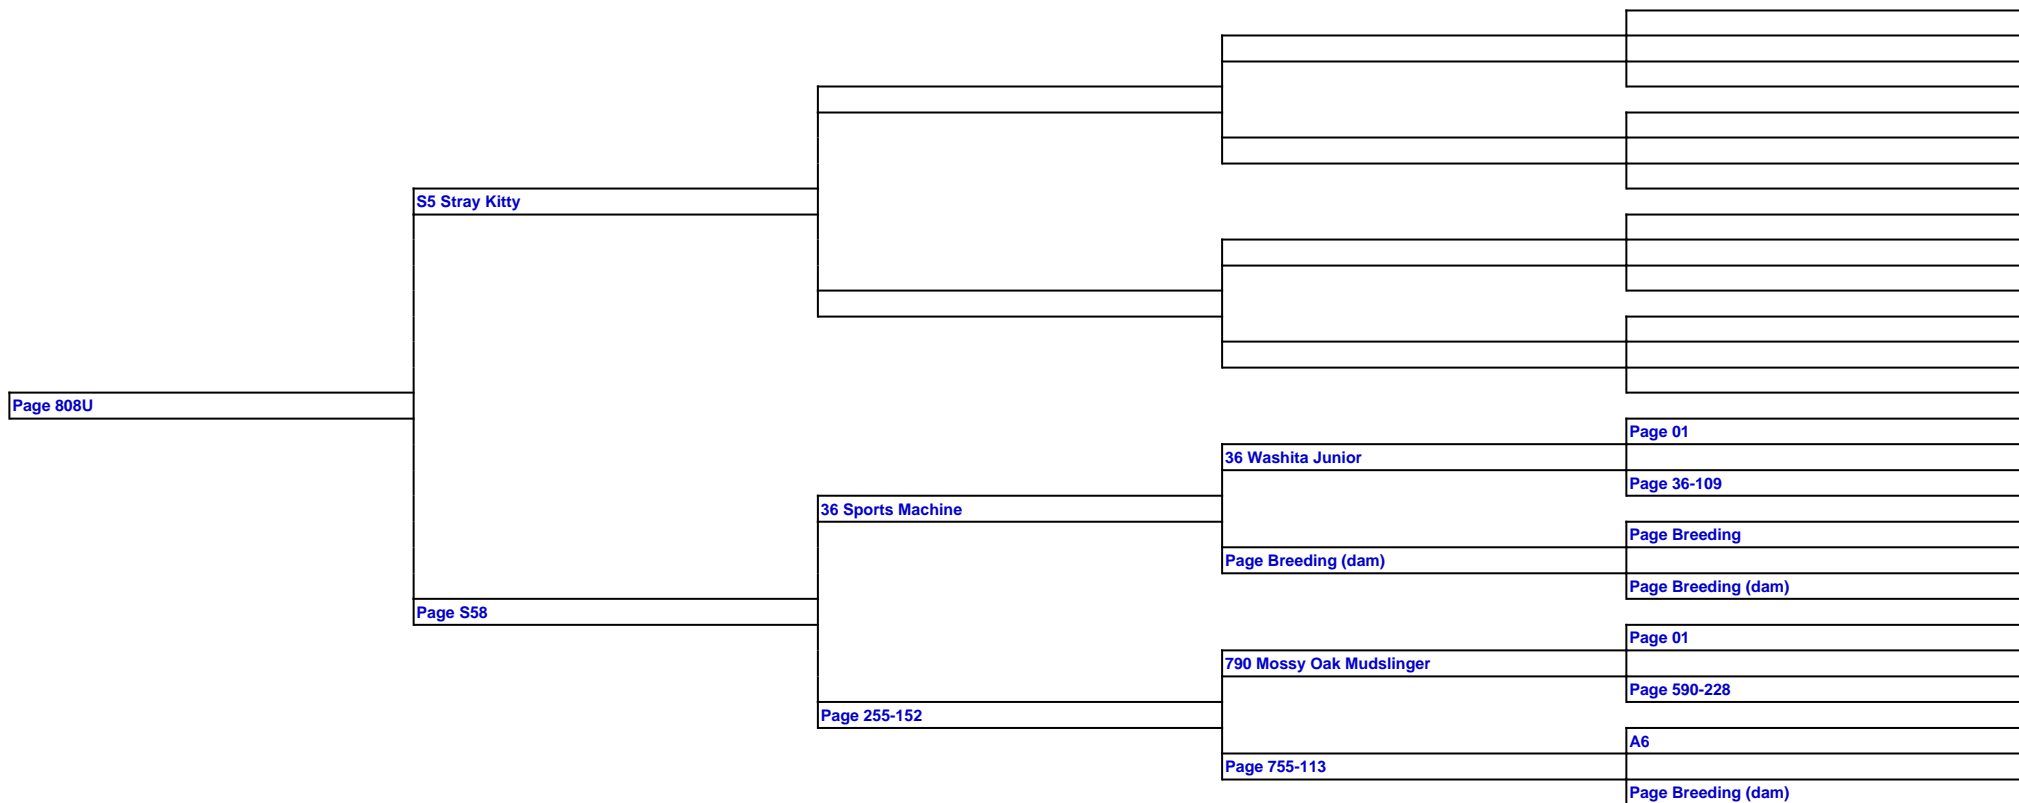 S5 Stray Kitty
Page 808U
Page 01
36 Washita Junior
Page 36-109
36 Sports Machine
Page Breeding
Page Breeding (dam)
Page Breeding (dam)
Page S58
Page 01
790 Mossy Oak Mudslinger
Page 590-228
Page 255-152
A6
Page 755-113
Page Breeding (dam)